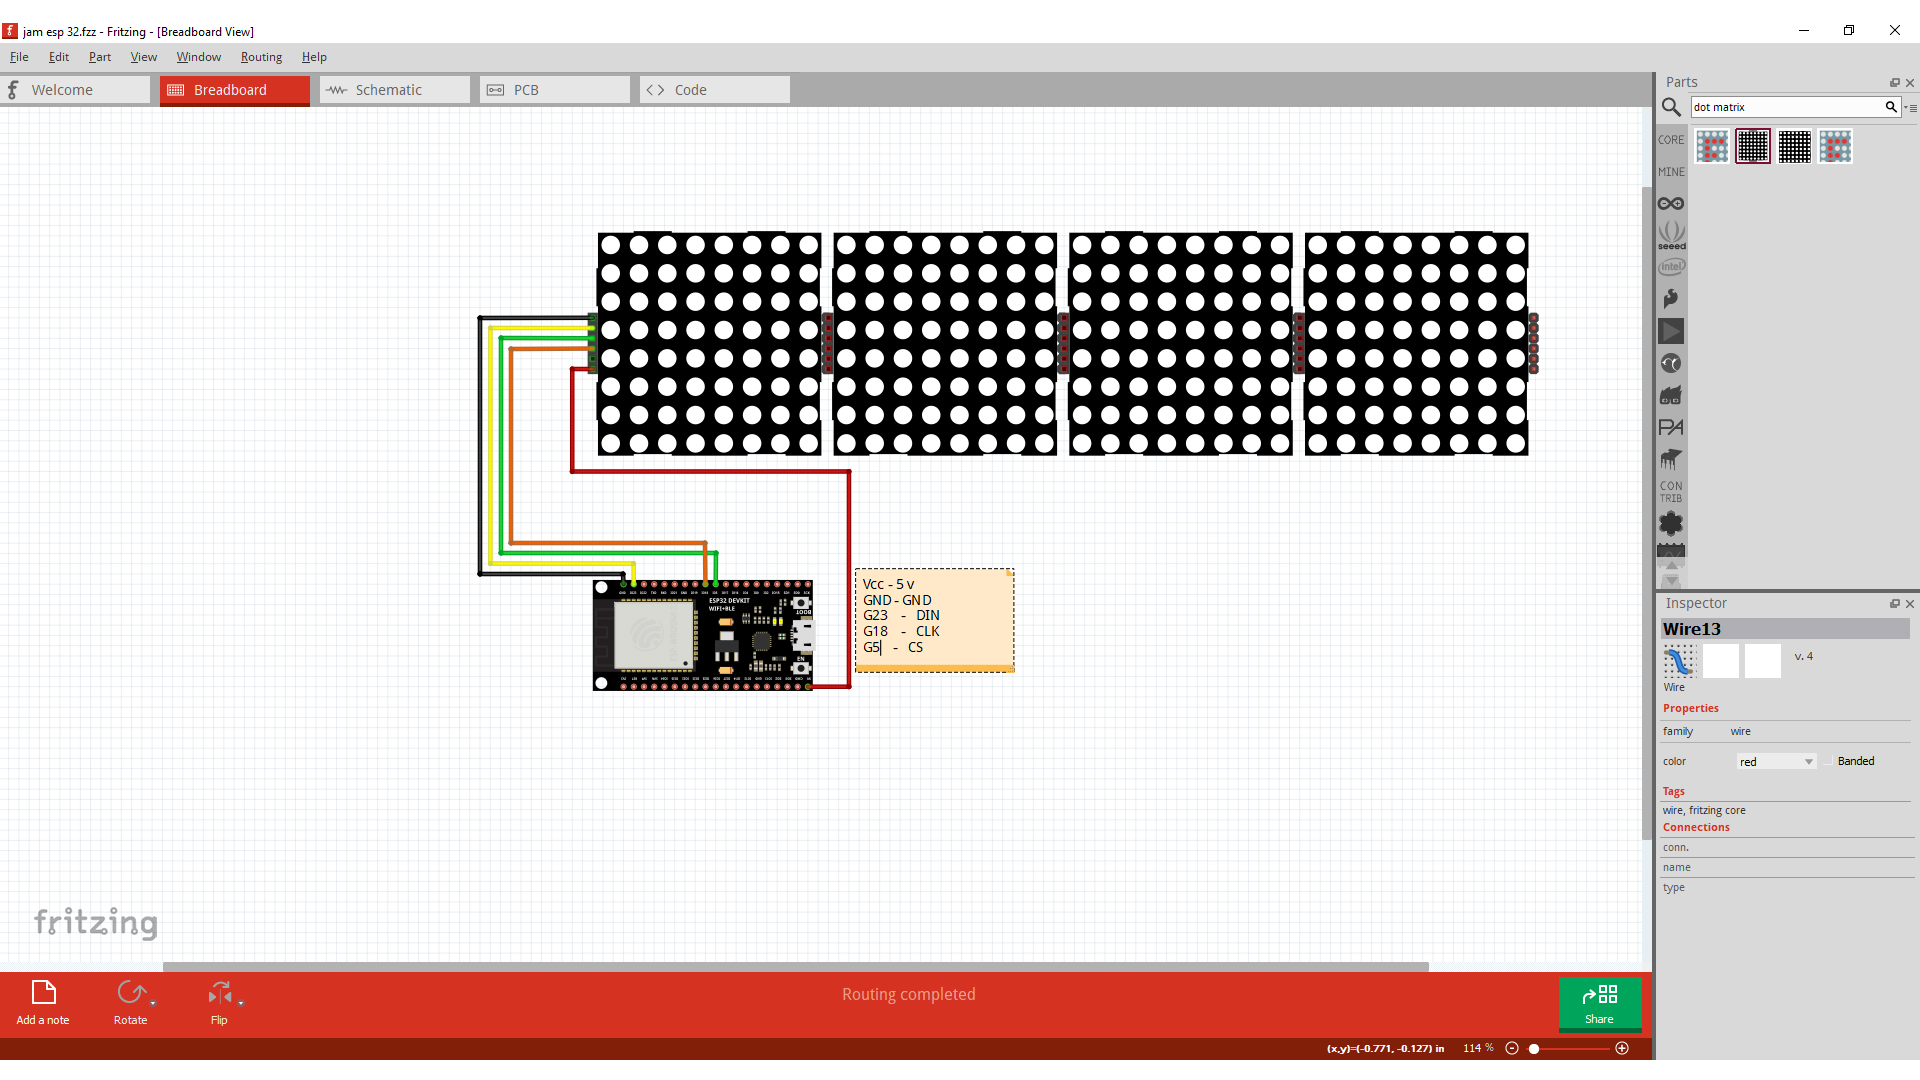 jam esp 32.fzz - Fritzing - [Breadboard View]
File Edit Part View Window Routing Help
Welcome
Breadboard
Schematic
PCB
Code
Parts
dot matrix
CORE
MINE
seeed
intel
PA
CON
TRIB
ESP32 DEVKIT
WIFI+BLE
BOOT
EN
Vcc - 5 v
GND - GND
G23 - DIN
G18 - CLK
G5 - CS
Inspector
Wire13
v. 4
Wire
Properties
family wire
color red Banded
Tags
wire, fritzing core
Connections
conn.
name
type
fritzing
Add a note
Rotate
Flip
Routing completed
Share
(x,y)=(-0.771, -0.127) in 114 %